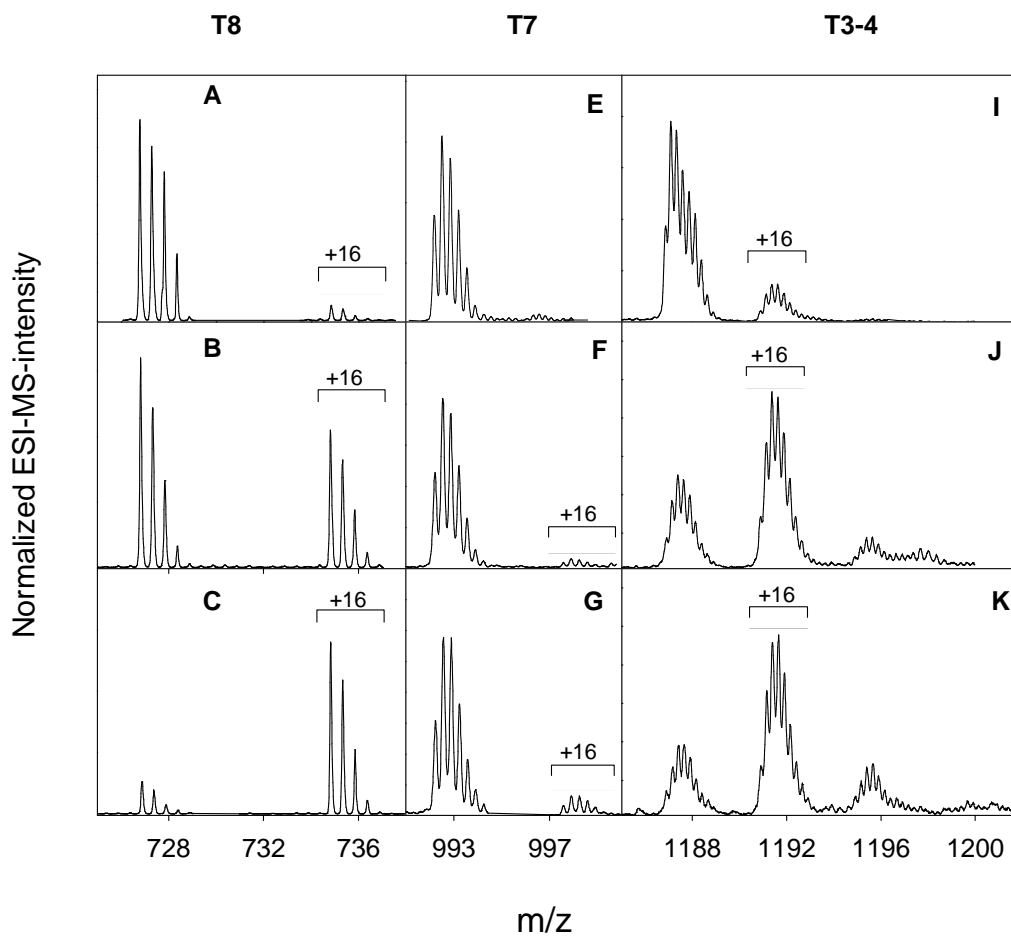 T8 T7 T3-4
A E I
+16 +16
B F J
+16 +16 +16
C G K
+16 +16 +16
Normalized ESI-MS-intensity
728 732 736 993 997 1188 1192 1196 1200
m/z